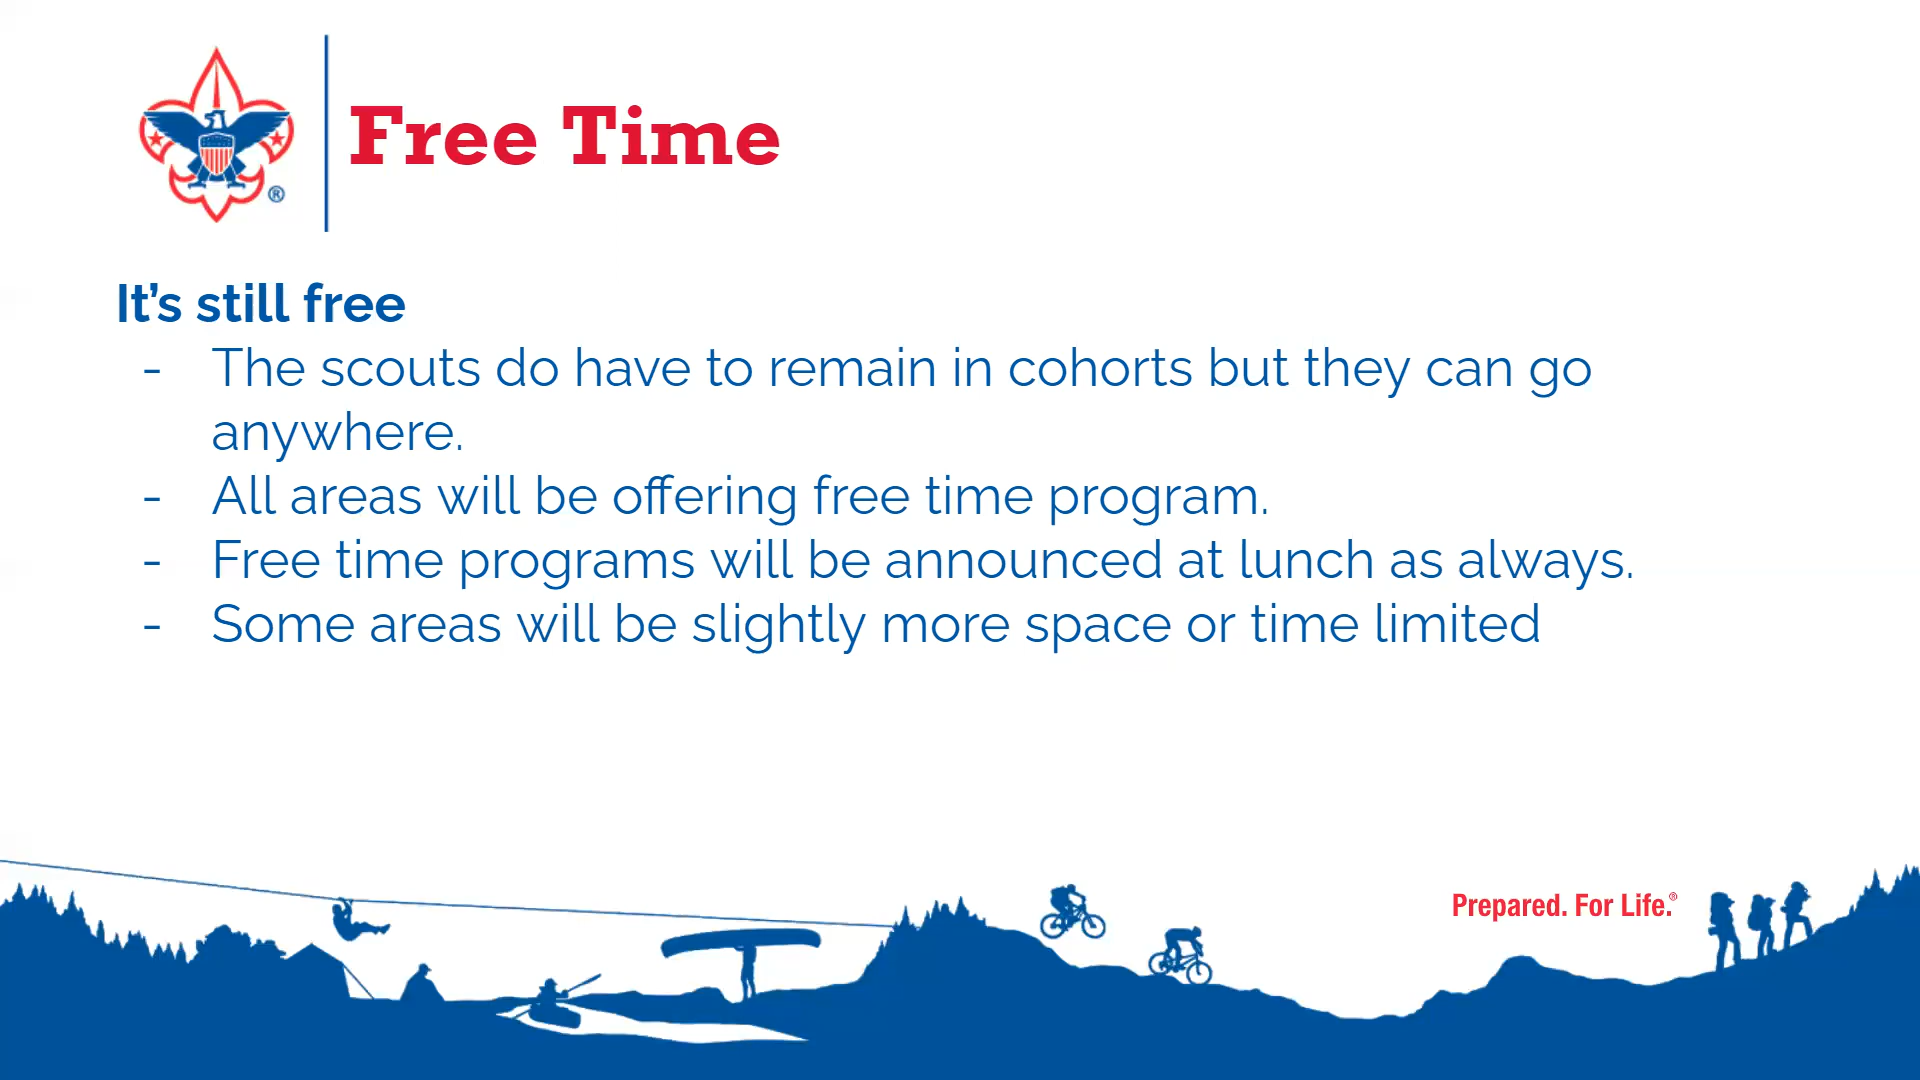 Free Time
It’s still free
- The scouts do have to remain in cohorts but they can go
anywhere.
- All areas will be offering free time program.
- Free time programs will be announced at lunch as always.
- Some areas will be slightly more space or time limited
Prepared. For Life.®
®